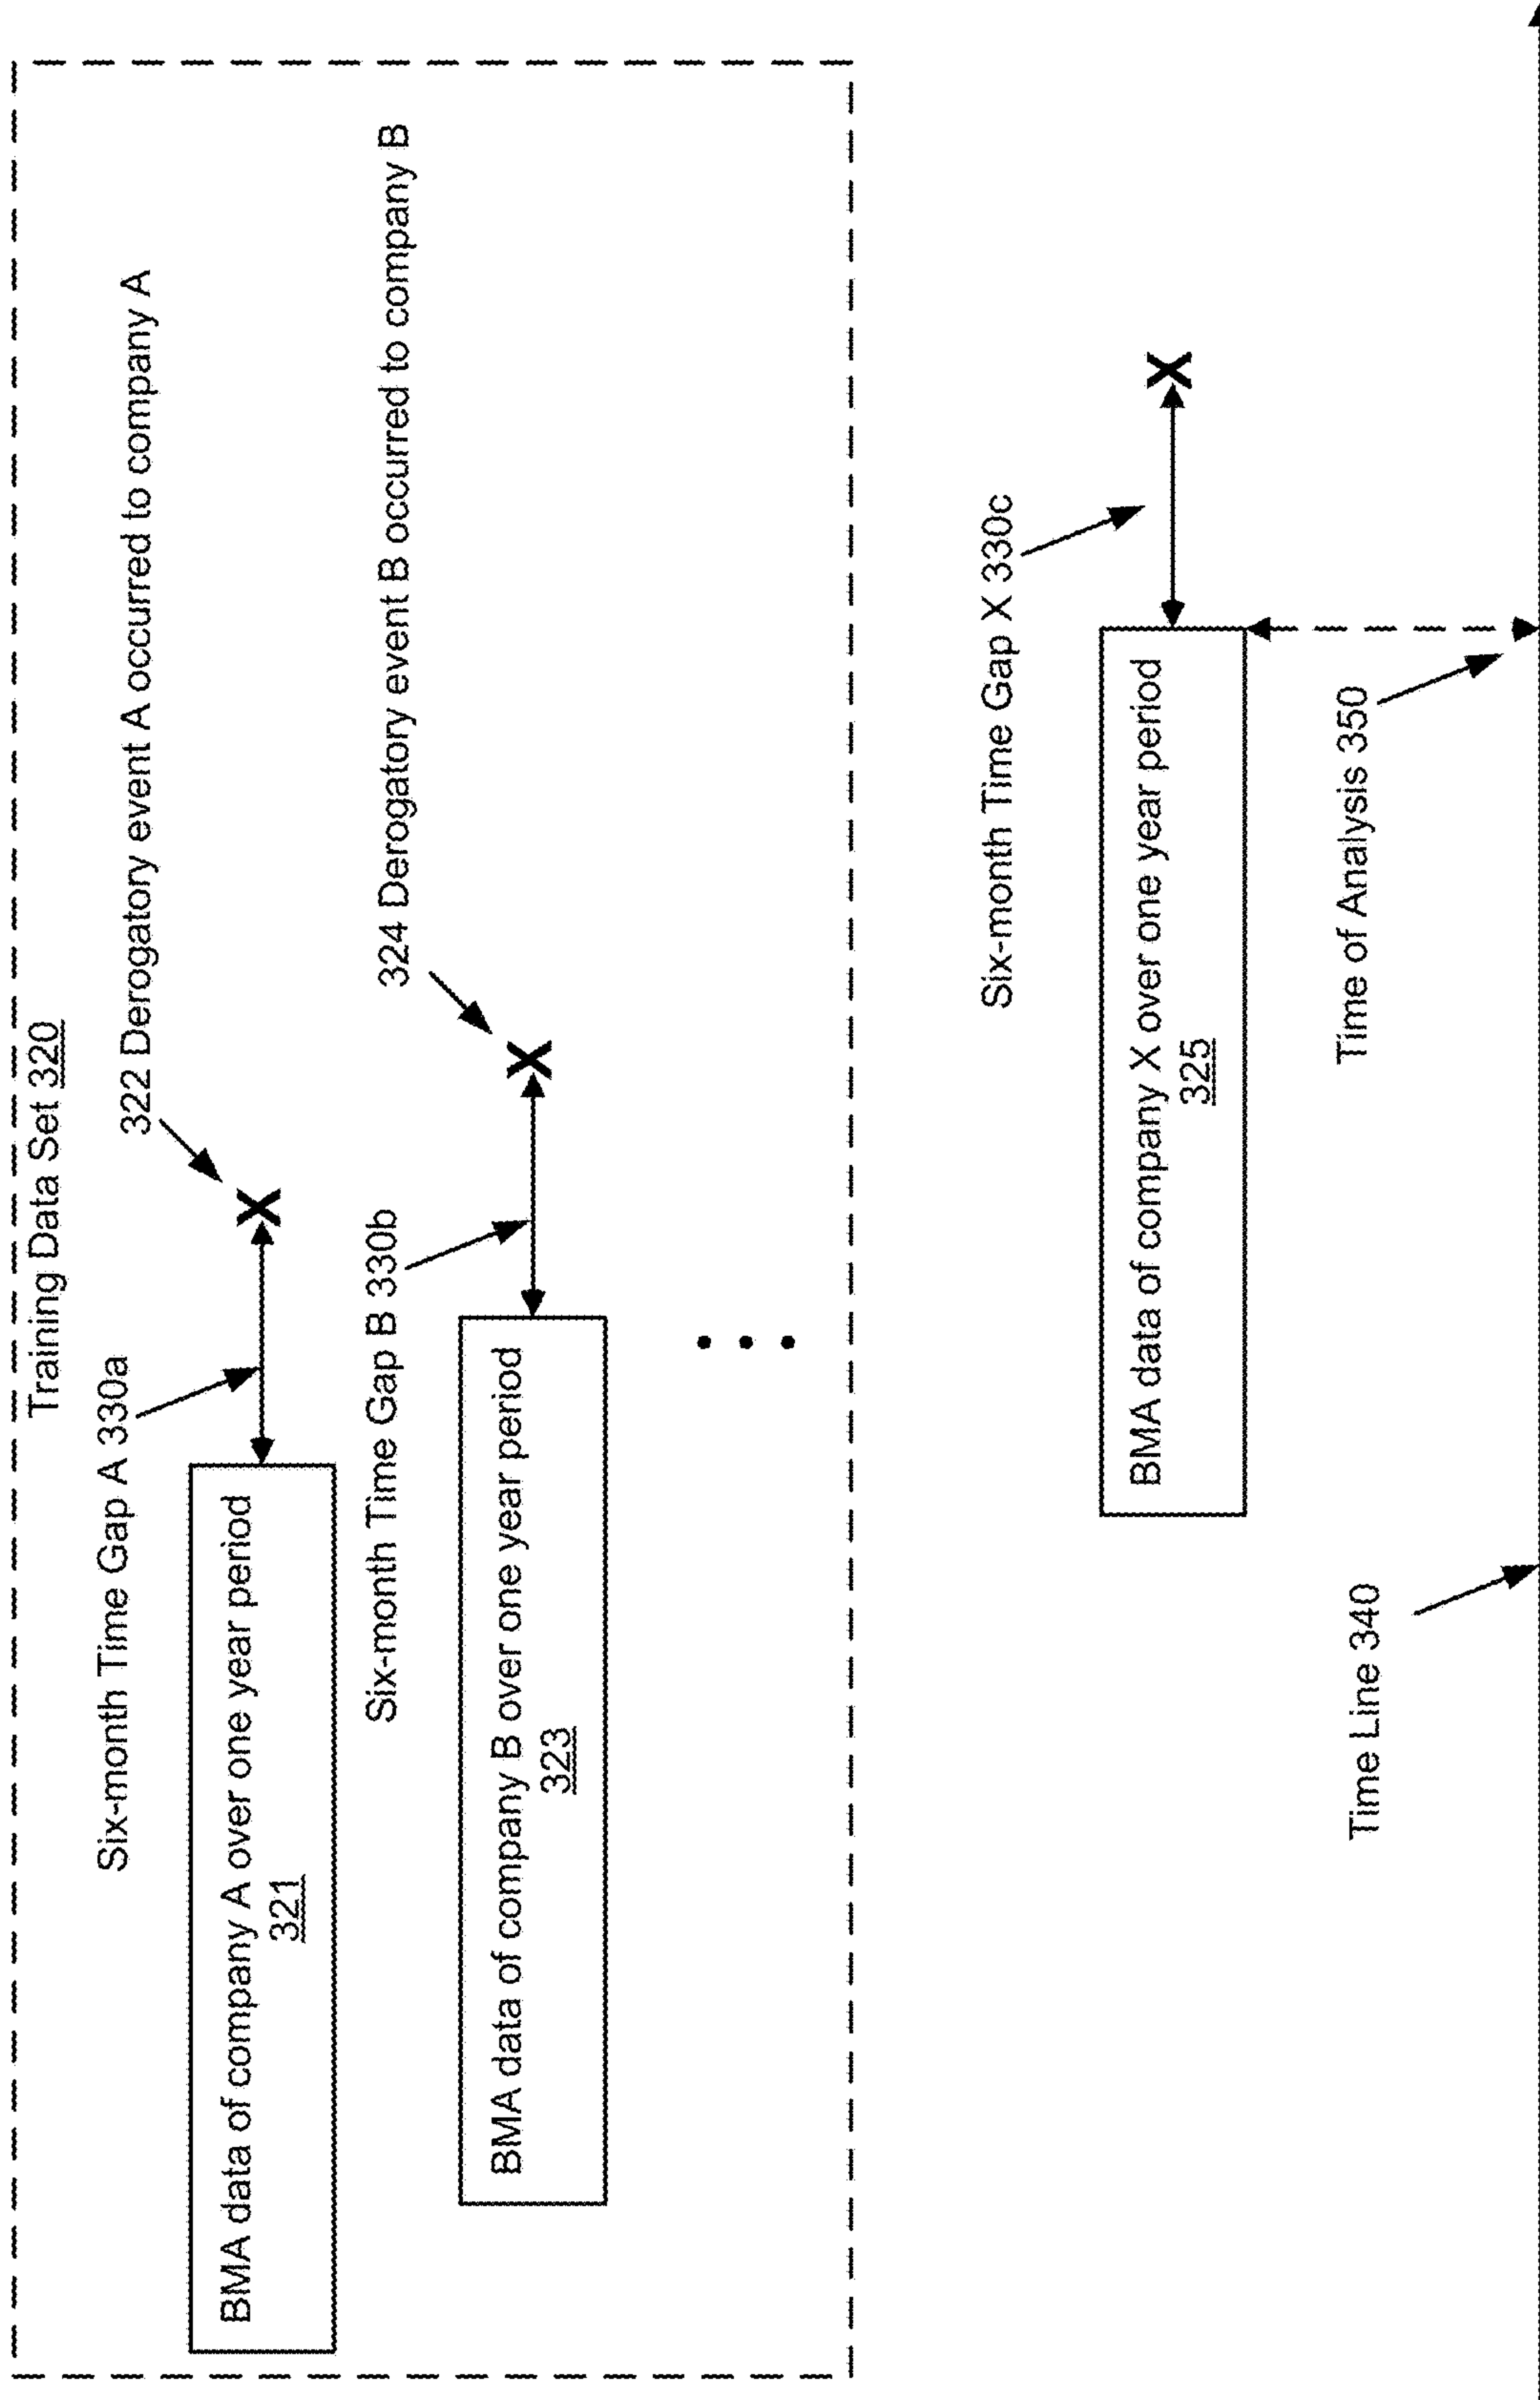 Training Data Set 320
322 Derogatory event A occurred to company A
Six-month Time Gap A 330a
X
BMA data of company A over one year period
321
324 Derogatory event B occurred to company B
Six-month Time Gap B 330b
X
BMA data of company B over one year period
323
Six-month Time Gap X 330c
X
BMA data of company X over one year period
325
Time of Analysis 350
Time Line 340